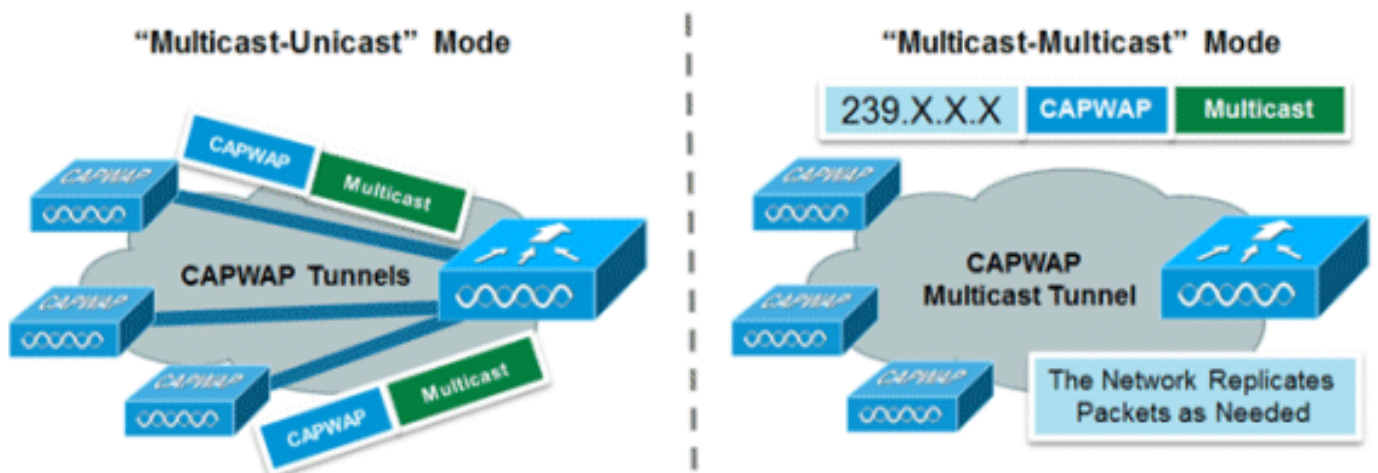 “Multicast-Unicast” Mode
CAPWAP Multicast
CAPWAP
CAPWAP Tunnels
CAPWAP
CAPWAP
CAPWAP Multicast
“Multicast-Multicast” Mode
239.X.X.X CAPWAP Multicast
CAPWAP
CAPWAP
Multicast Tunnel
CAPWAP
CAPWAP
The Network Replicates
Packets as Needed